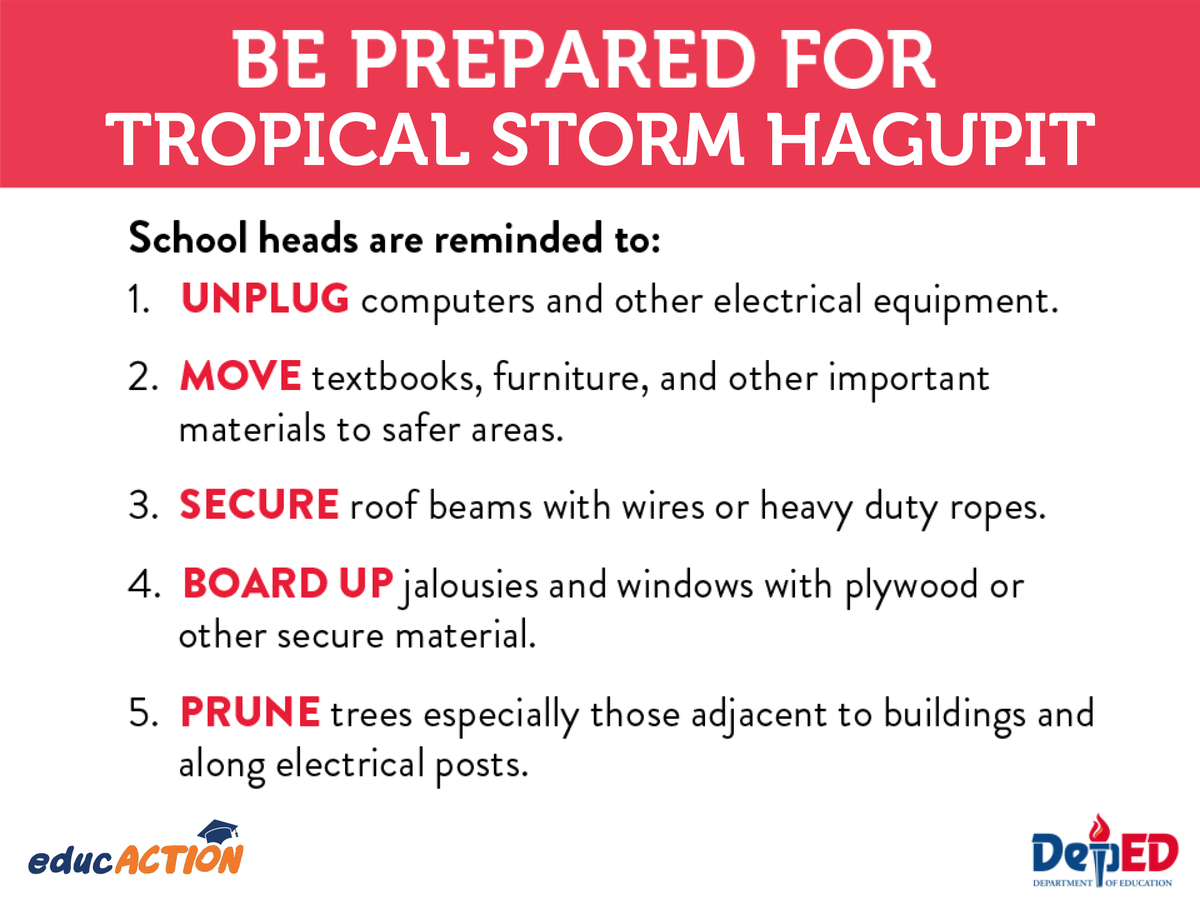 BE PREPARED FOR
TROPICAL STORM HAGUPIT
School heads are reminded to:
1. UNPLUG computers and other electrical equipment.
2. MOVE textbooks, furniture, and other important
materials to safer areas.
3. SECURE roof beams with wires or heavy duty ropes.
4. BOARD UP jalousies and windows with plywood or
other secure material.
5. PRUNE trees especially those adjacent to buildings and
along electrical posts.
educACTION
DepED
DEPARTMENT OF EDUCATION